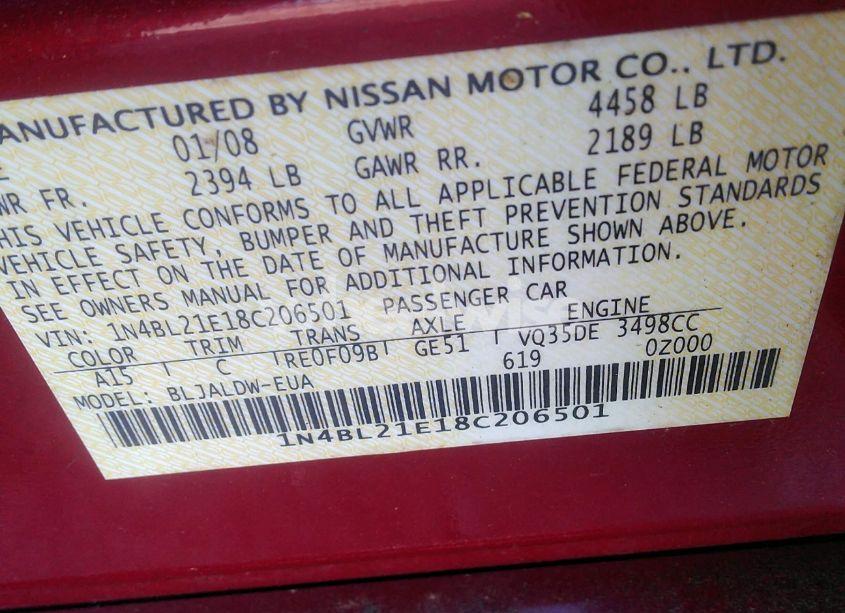 ANUFACTURED BY NISSAN MOTOR CO., LTD.
01/08 GVWR 4458 LB
WR FR. 2394 LB GAWR RR. 2189 LB
HIS VEHICLE CONFORMS TO ALL APPLICABLE FEDERAL MOTOR
VEHICLE SAFETY, BUMPER AND THEFT PREVENTION STANDARDS
IN EFFECT ON THE DATE OF MANUFACTURE SHOWN ABOVE.
SEE OWNERS MANUAL FOR ADDITIONAL INFORMATION.
VIN: 1N4BL21E18C206501 PASSENGER CAR
COLOR TRIM TRANS AXLE ENGINE
A15 C RE0F09B GE51 VQ35DE 3498CC
MODEL: BLJALDW-EUA 619 0Z000
1N4BL21E18C206501